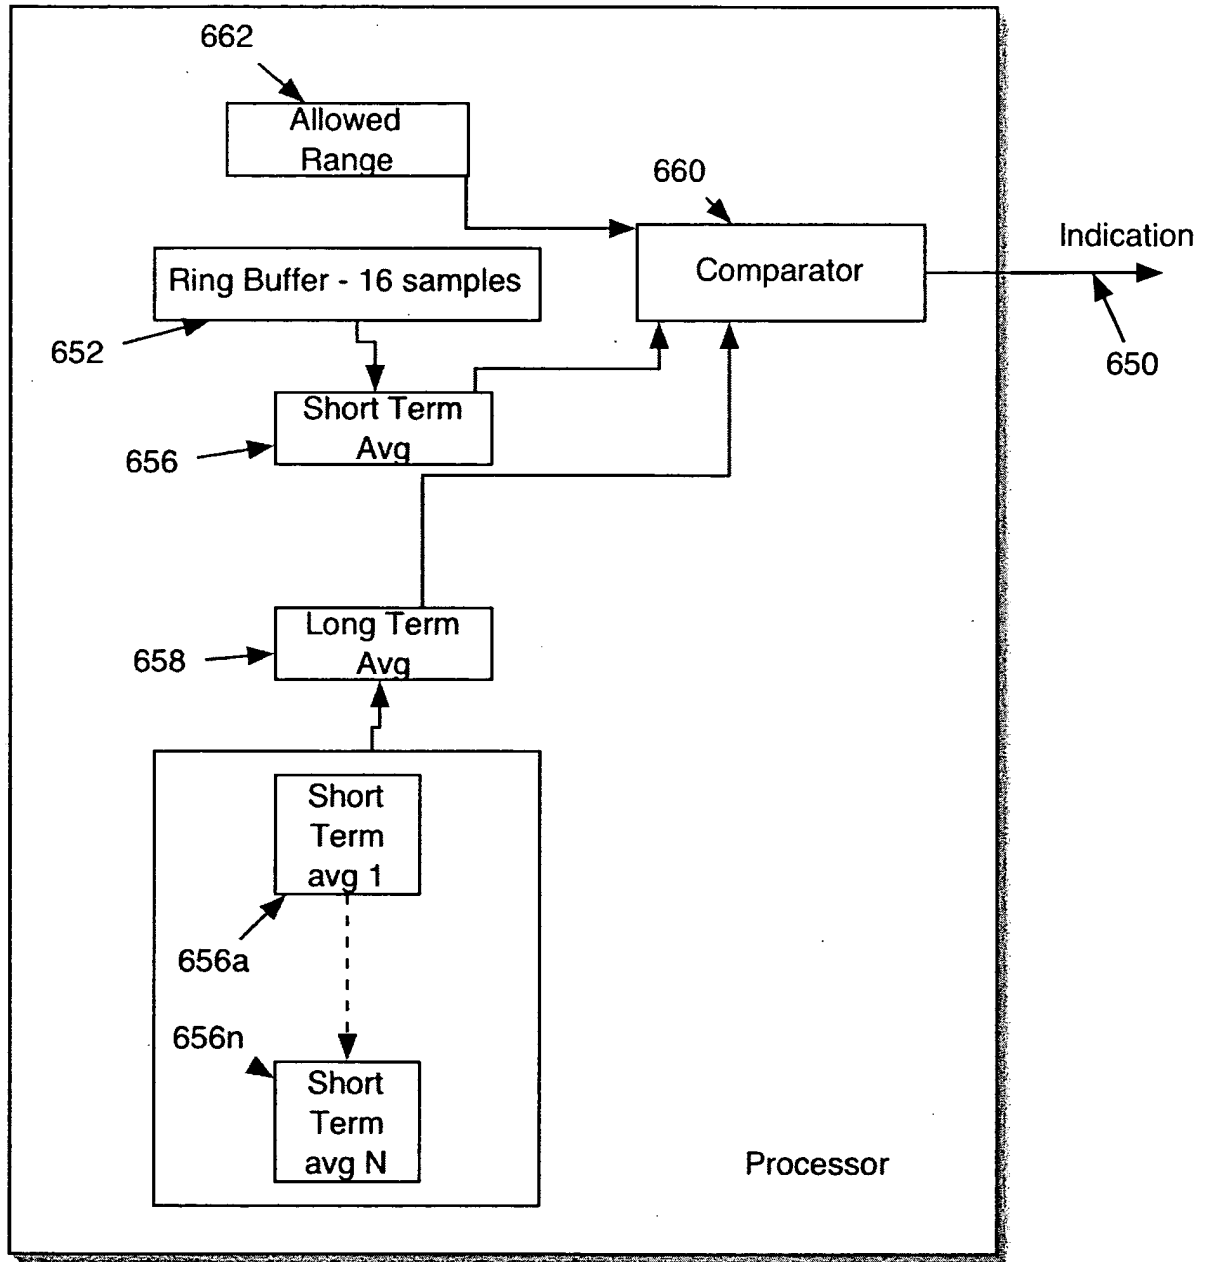 662
Allowed
Range
660
Indication
Comparator
Ring Buffer - 16 samples
652
650
Short Term
Avg
656
Long Term
Avg
658
Short
Term
avg 1
656a
656n
Short
Term
avg N
Processor